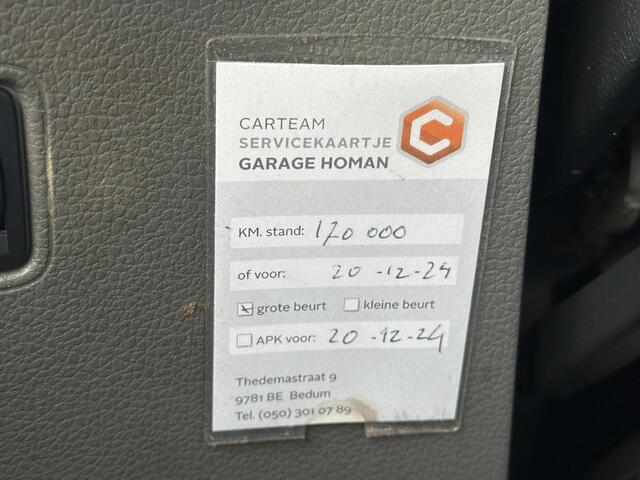 CARTEAM
SERVICEKAARTJE
GARAGE HOMAN
KM. stand: 170 000
of voor: 20 -12-24
grote beurt kleine beurt
APK voor: 20 -12-24
Thedemastraat 9
9781 BE Bedum
Tel. (050) 301 07 89